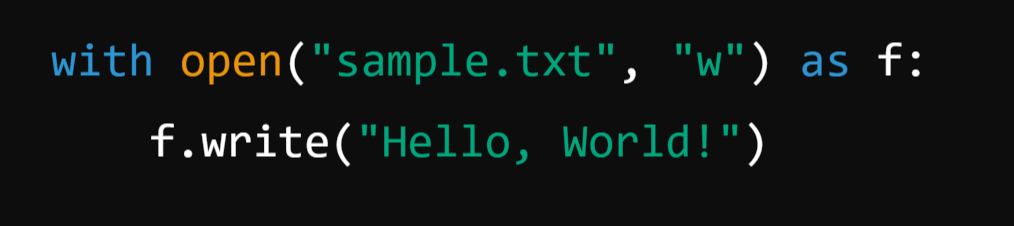 with open("sample.txt", "w") as f:
    f.write("Hello, World!")